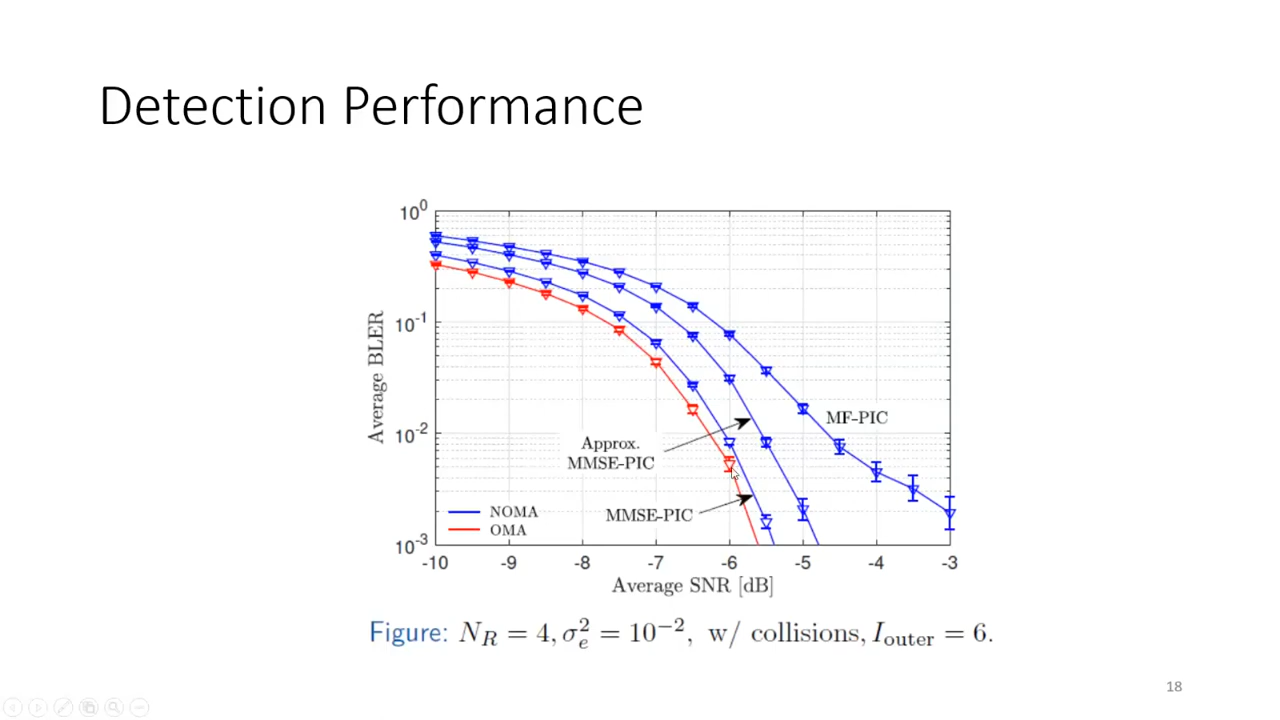 Detection Performance
10^0
10^-1
10^-2
10^-3
Average BLER
MF-PIC
Approx.
MMSE-PIC
MMSE-PIC
NOMA
OMA
-10 -9 -8 -7 -6 -5 -4 -3
Average SNR [dB]
Figure: N_R = 4, σ_e^2 = 10^−2, w/ collisions, I_outer = 6.
18